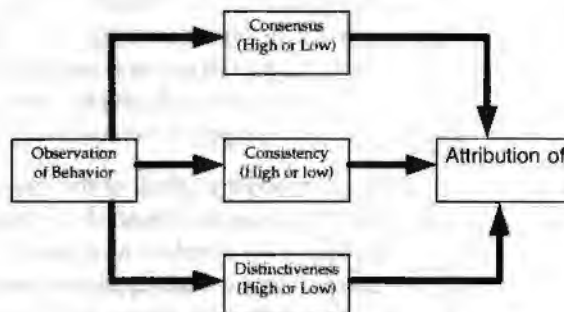 Consensus
(High or Low)
Observation
of Behavior
Consistency
(High or low)
Attribution of
Distinctiveness
(High or Low)